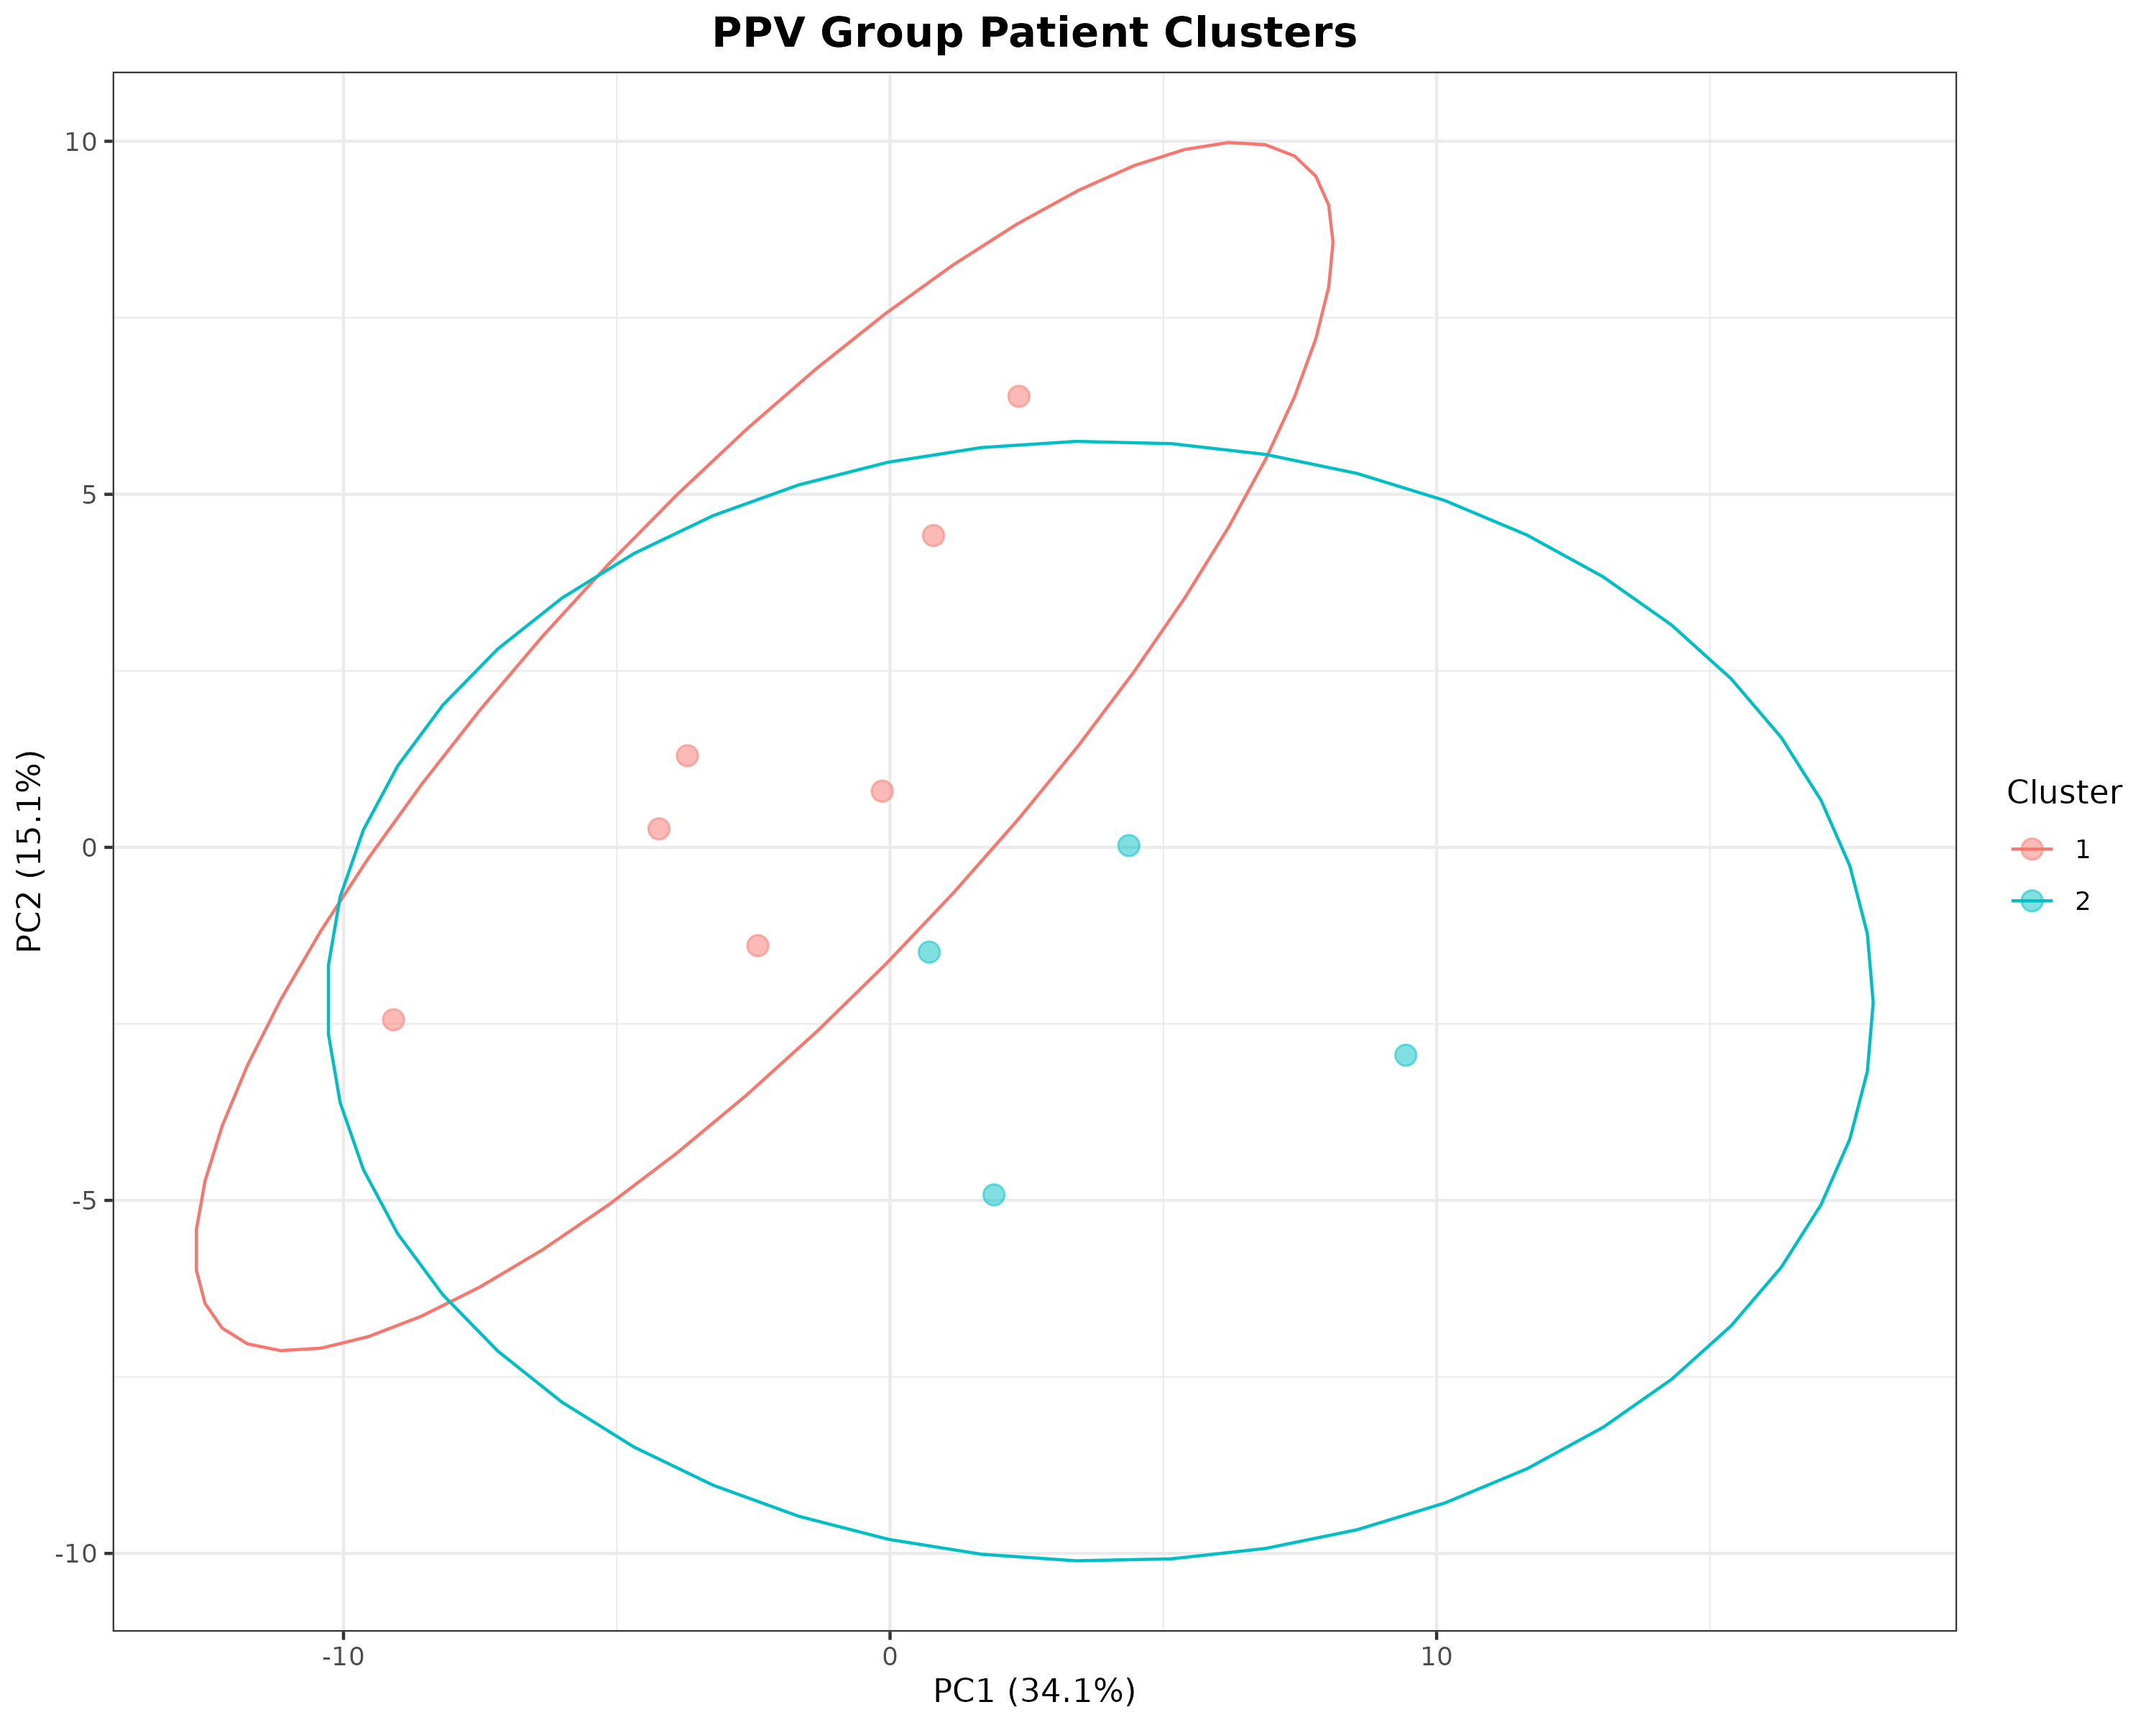 PPV Group Patient Clusters
10
5
0
-5
-10
PC2 (15.1%)
-10
0
10
PC1 (34.1%)
Cluster
1
2